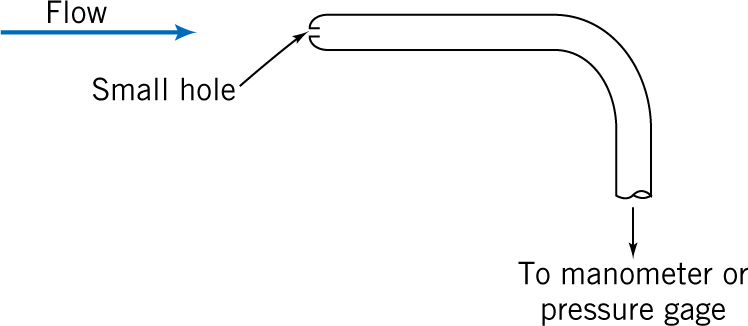 Flow
Small hole
To manometer or
pressure gage